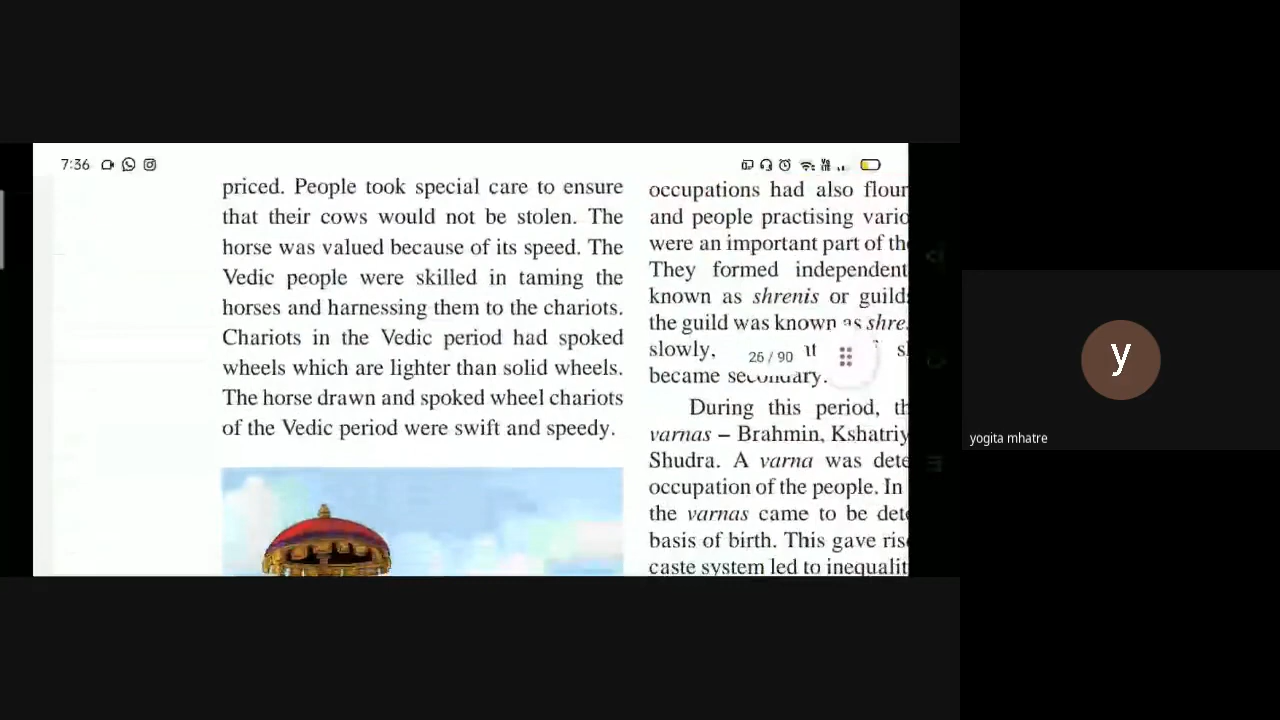 7:36
priced. People took special care to ensure
that their cows would not be stolen. The
horse was valued because of its speed. The
Vedic people were skilled in taming the
horses and harnessing them to the chariots.
Chariots in the Vedic period had spoked
wheels which are lighter than solid wheels.
The horse drawn and spoked wheel chariots
of the Vedic period were swift and speedy.
occupations had also flour
and people practising vario
were an important part of the
They formed independent
known as shrenis or guilds
the guild was known as shre
slowly,
became secondary.
26 / 90
During this period, th
varnas – Brahmin, Kshatriy
Shudra. A varna was dete
occupation of the people. In
the varnas came to be dete
basis of birth. This gave rise
caste system led to inequalit
y
yogita mhatre